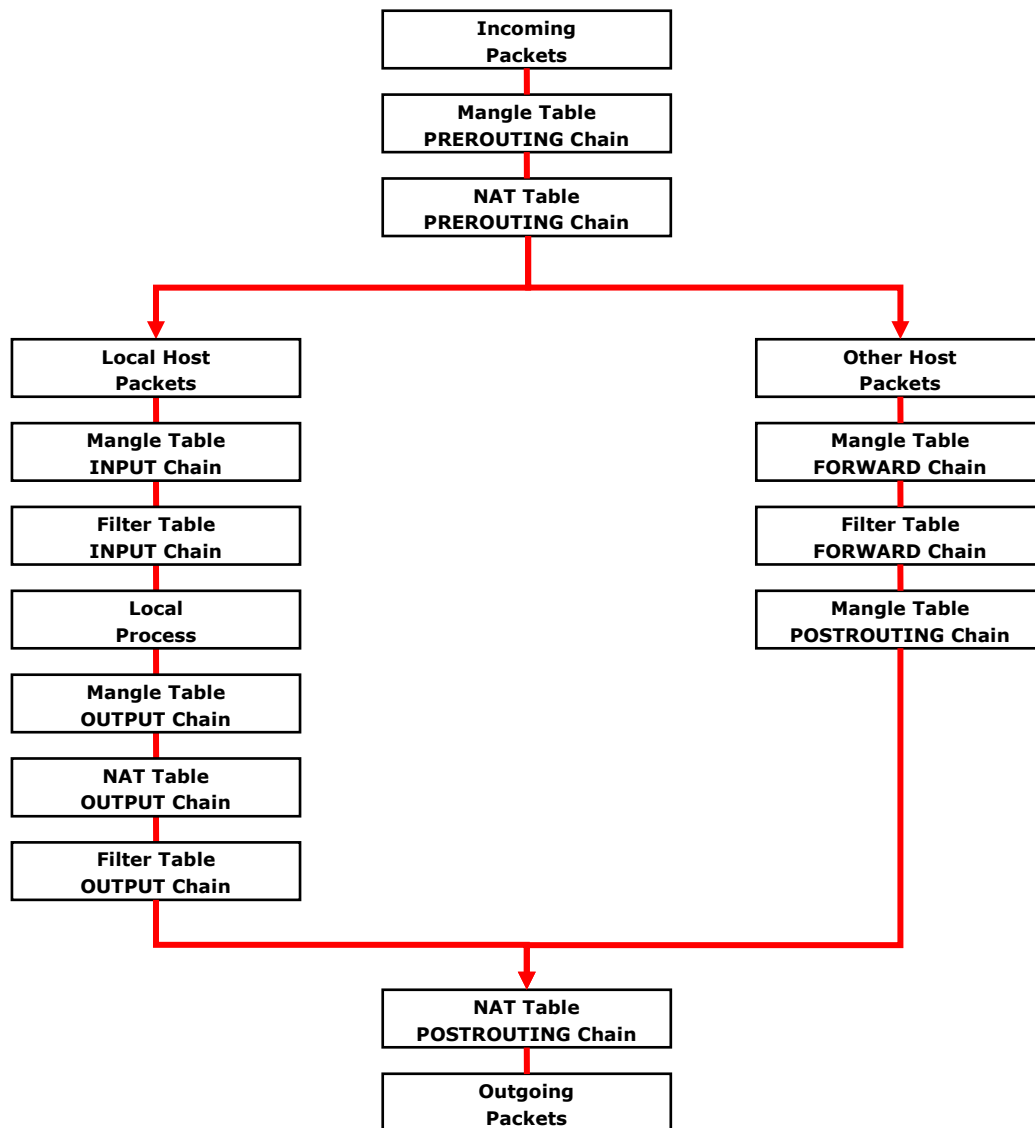 Incoming
Packets
Mangle Table
PREROUTING Chain
NAT Table
PREROUTING Chain
Local Host
Packets
Mangle Table
INPUT Chain
Filter Table
INPUT Chain
Local
Process
Mangle Table
OUTPUT Chain
NAT Table
OUTPUT Chain
Filter Table
OUTPUT Chain
Other Host
Packets
Mangle Table
FORWARD Chain
Filter Table
FORWARD Chain
Mangle Table
POSTROUTING Chain
NAT Table
POSTROUTING Chain
Outgoing
Packets